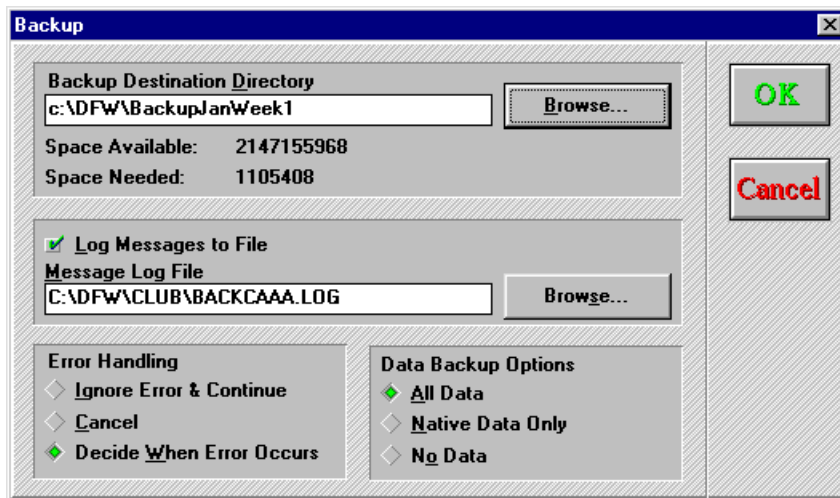 Backup
Backup Destination Directory
c:\DFW\BackupJanWeek1
Browse...
Space Available: 2147155968
Space Needed: 1105408
OK
Cancel
Log Messages to File
Message Log File
C:\DFW\CLUB\BACKCAAA.LOG
Browse...
Error Handling
Ignore Error & Continue
Cancel
Decide When Error Occurs
Data Backup Options
All Data
Native Data Only
No Data